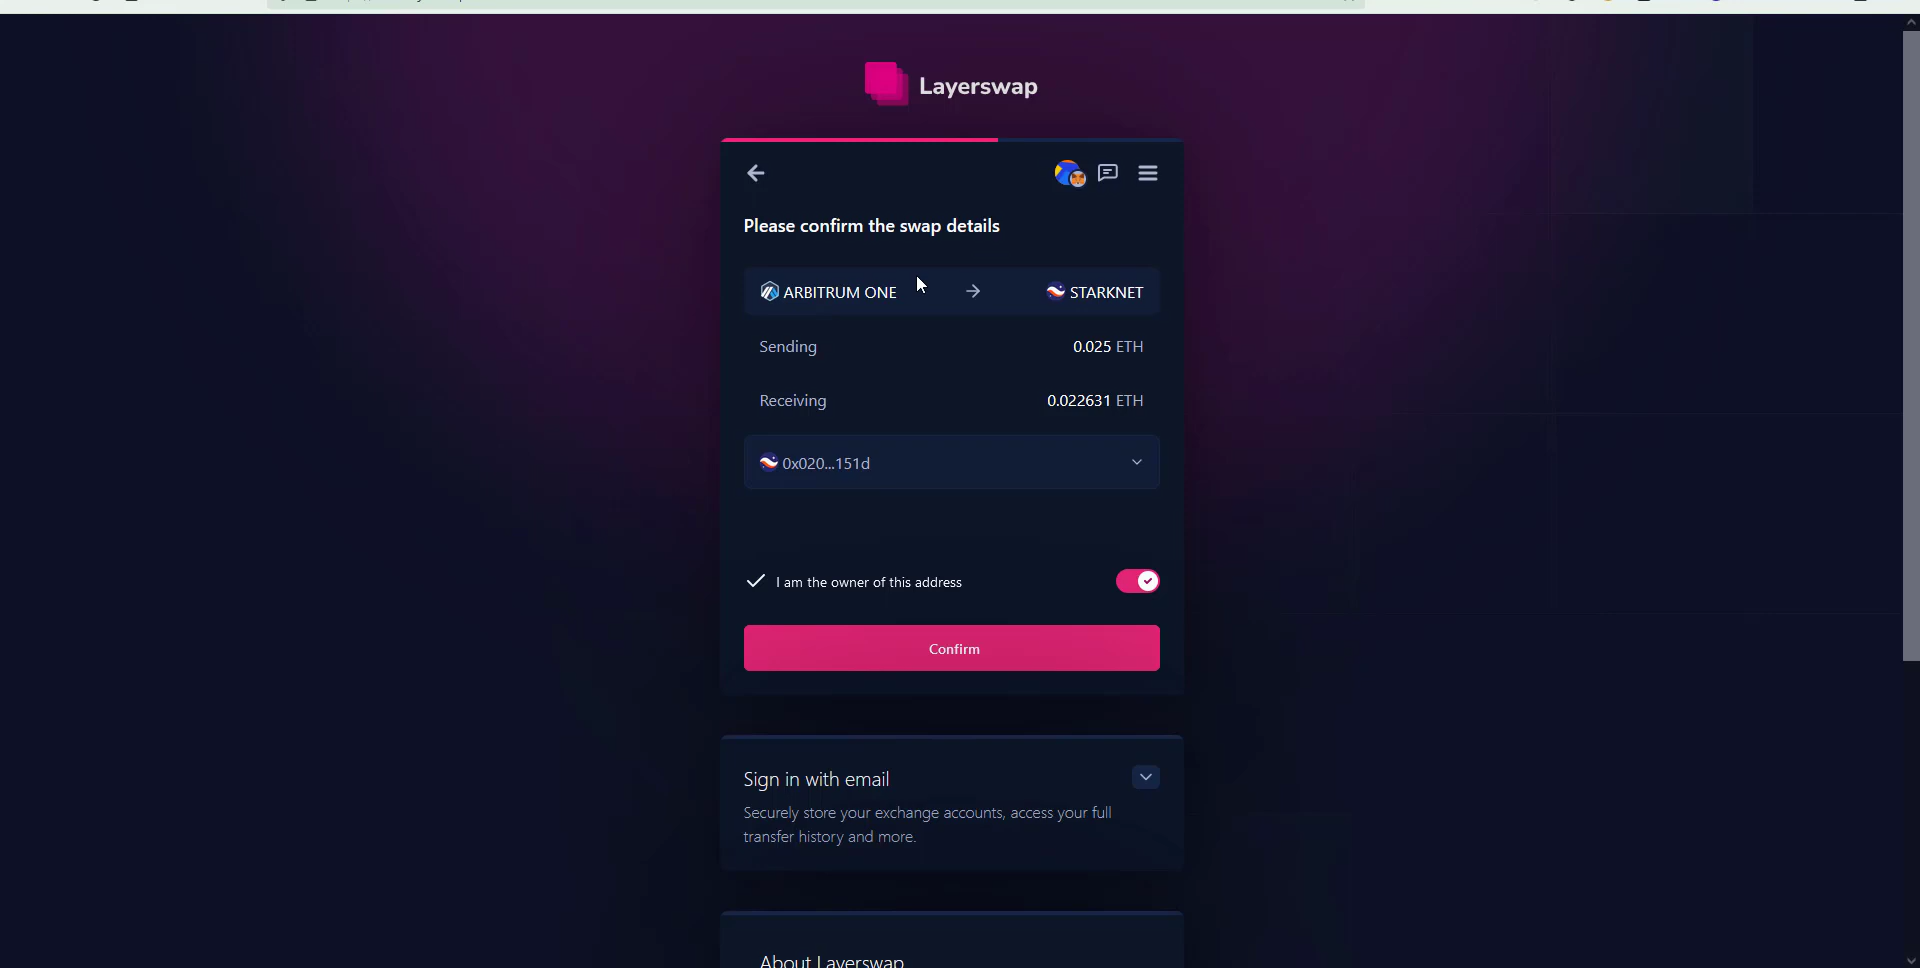 Layerswap
Please confirm the swap details
ARBITRUM ONE → STARKNET
Sending 0.025 ETH
Receiving 0.022631 ETH
0x020...151d
I am the owner of this address
Confirm
Sign in with email
Securely store your exchange accounts, access your full
transfer history and more.
About Layerswap